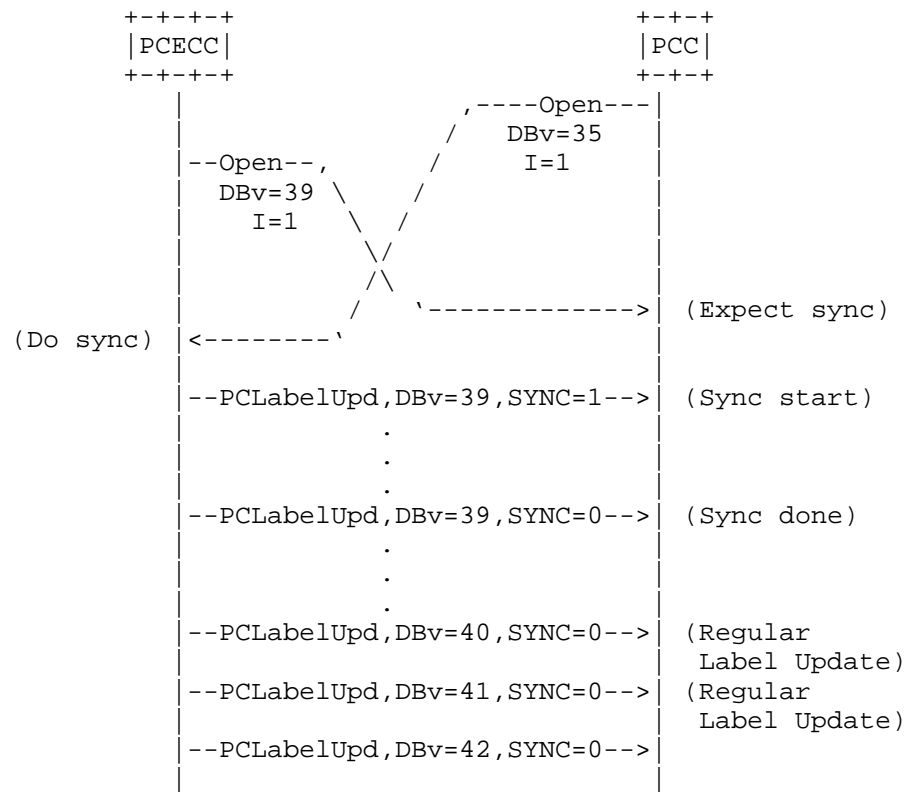 +-+-+-+ +-+-+
|PCECC| |PCC|
+-+-+-+ +-+-+
| ,----Open---|
| / DBv=35 |
|--Open--, / I=1 |
| DBv=39 \ / |
| I=1 \ / |
| \/ |
| /\ |
| / `------------->| (Expect sync)
(Do sync) |<--------` |
| |
|--PCLabelUpd,DBv=39,SYNC=1-->| (Sync start)
| . |
| . |
| . |
|--PCLabelUpd,DBv=39,SYNC=0-->| (Sync done)
| . |
| . |
| . |
|--PCLabelUpd,DBv=40,SYNC=0-->| (Regular
| | Label Update)
|--PCLabelUpd,DBv=41,SYNC=0-->| (Regular
| | Label Update)
|--PCLabelUpd,DBv=42,SYNC=0-->|
| |